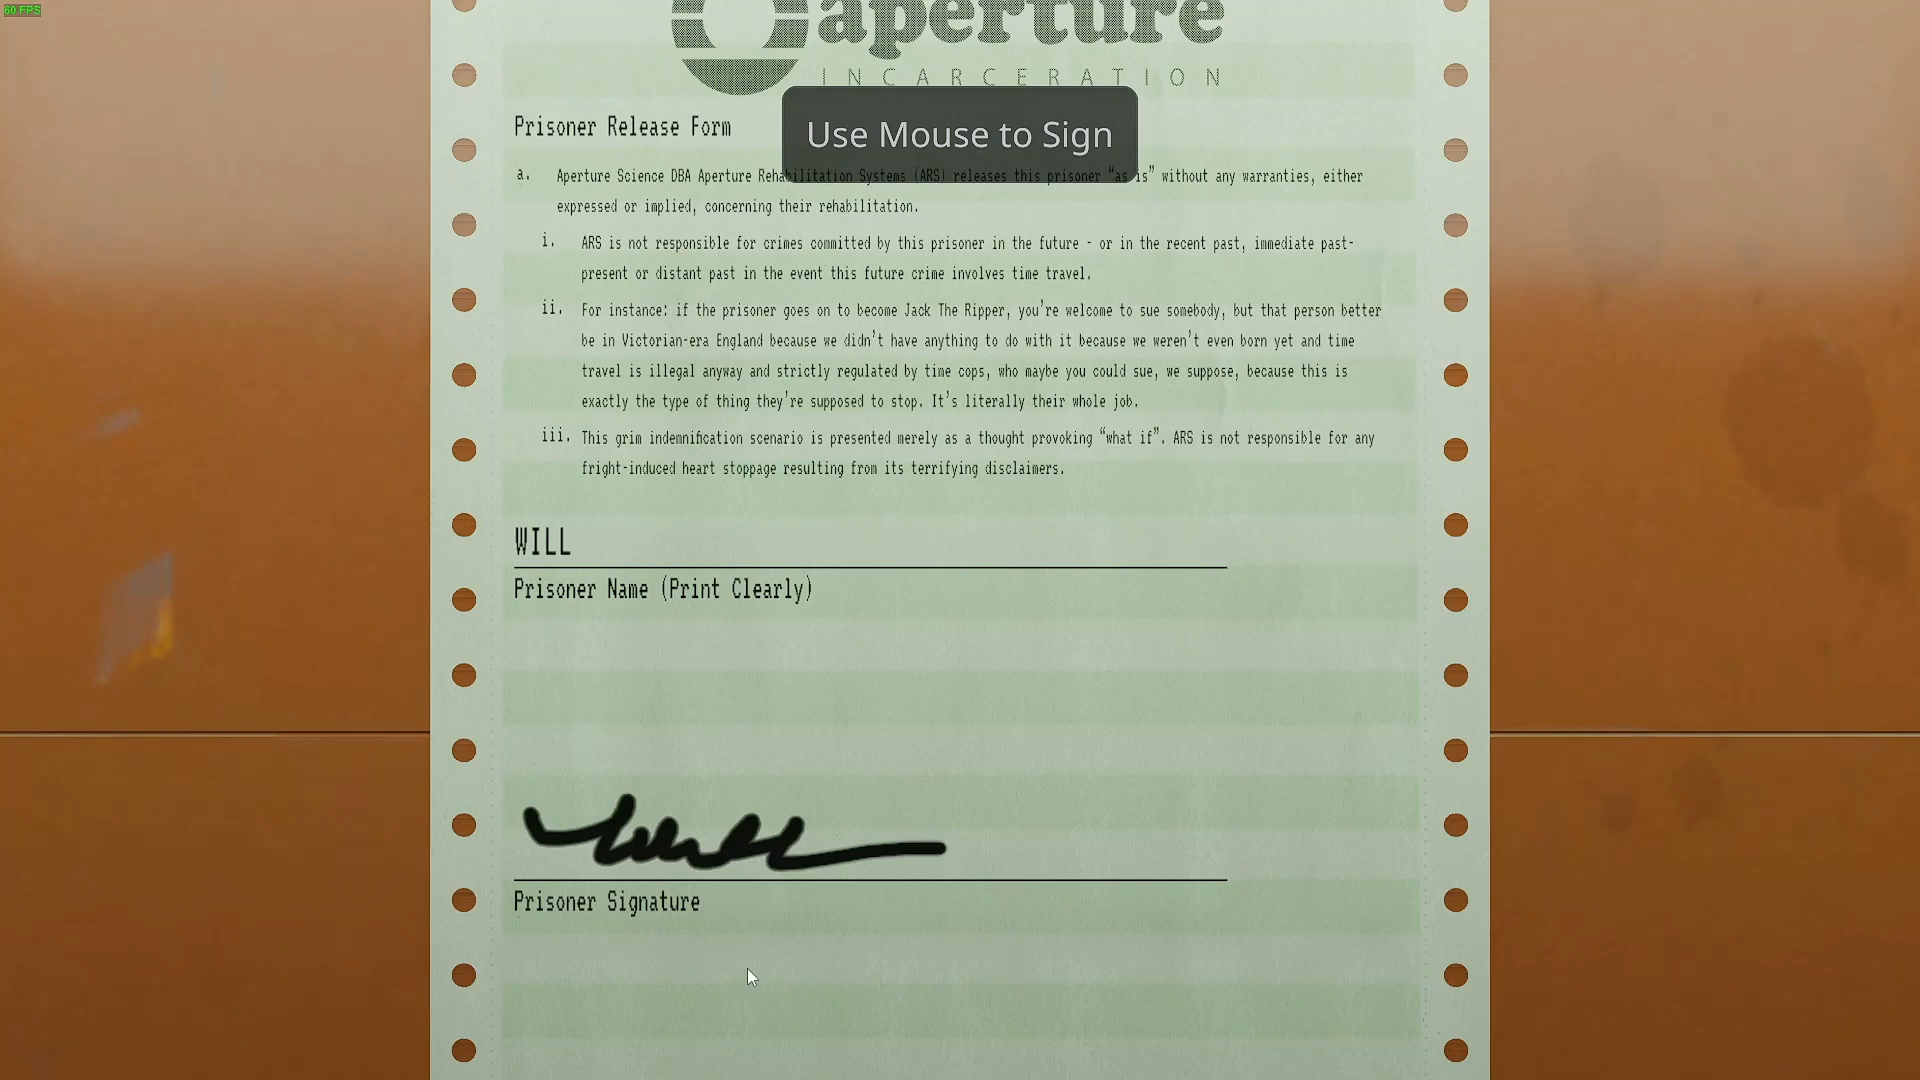 60 FPS
aperture
INCARCERATION
Use Mouse to Sign
Prisoner Release Form
a. Aperture Science DBA Aperture Rehabilitation Systems (ARS) releases this prisoner “as is” without any warranties, either
expressed or implied, concerning their rehabilitation.
i. ARS is not responsible for crimes committed by this prisoner in the future - or in the recent past, immediate past-
present or distant past in the event this future crime involves time travel.
ii. For instance: if the prisoner goes on to become Jack The Ripper, you’re welcome to sue somebody, but that person better
be in Victorian-era England because we didn’t have anything to do with it because we weren’t even born yet and time
travel is illegal anyway and strictly regulated by time cops, who maybe you could sue, we suppose, because this is
exactly the type of thing they’re supposed to stop. It’s literally their whole job.
iii. This grim indemnification scenario is presented merely as a thought provoking “what if”. ARS is not responsible for any
fright-induced heart stoppage resulting from its terrifying disclaimers.
WILL
Prisoner Name (Print Clearly)
Will
Prisoner Signature